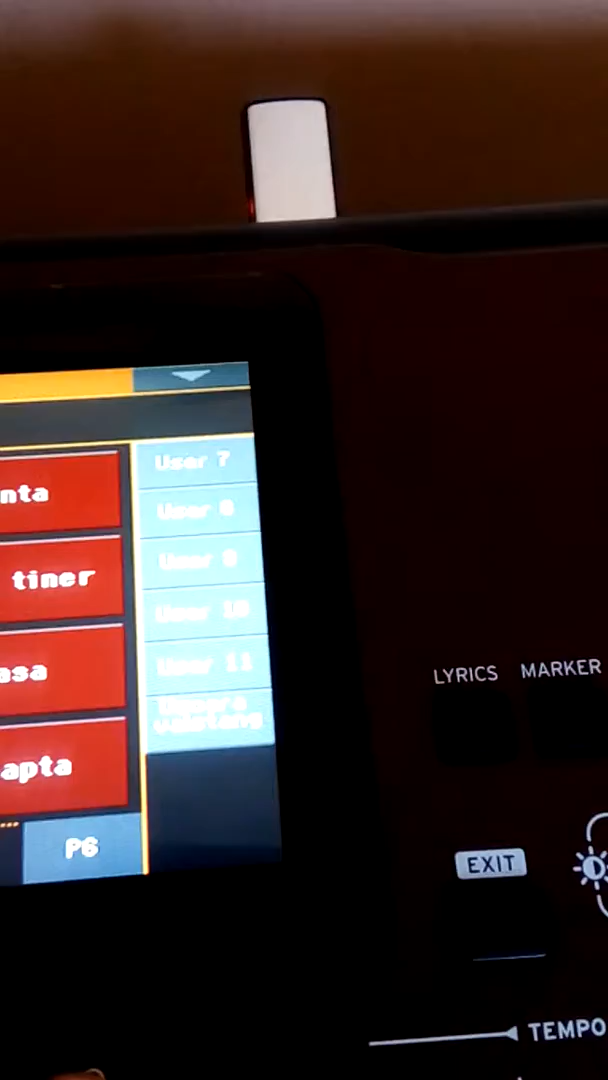 User 7
nta
User 8
tiner
User 9
User 10
asa
User 11
apta
P6
LYRICS MARKER
EXIT
TEMPO